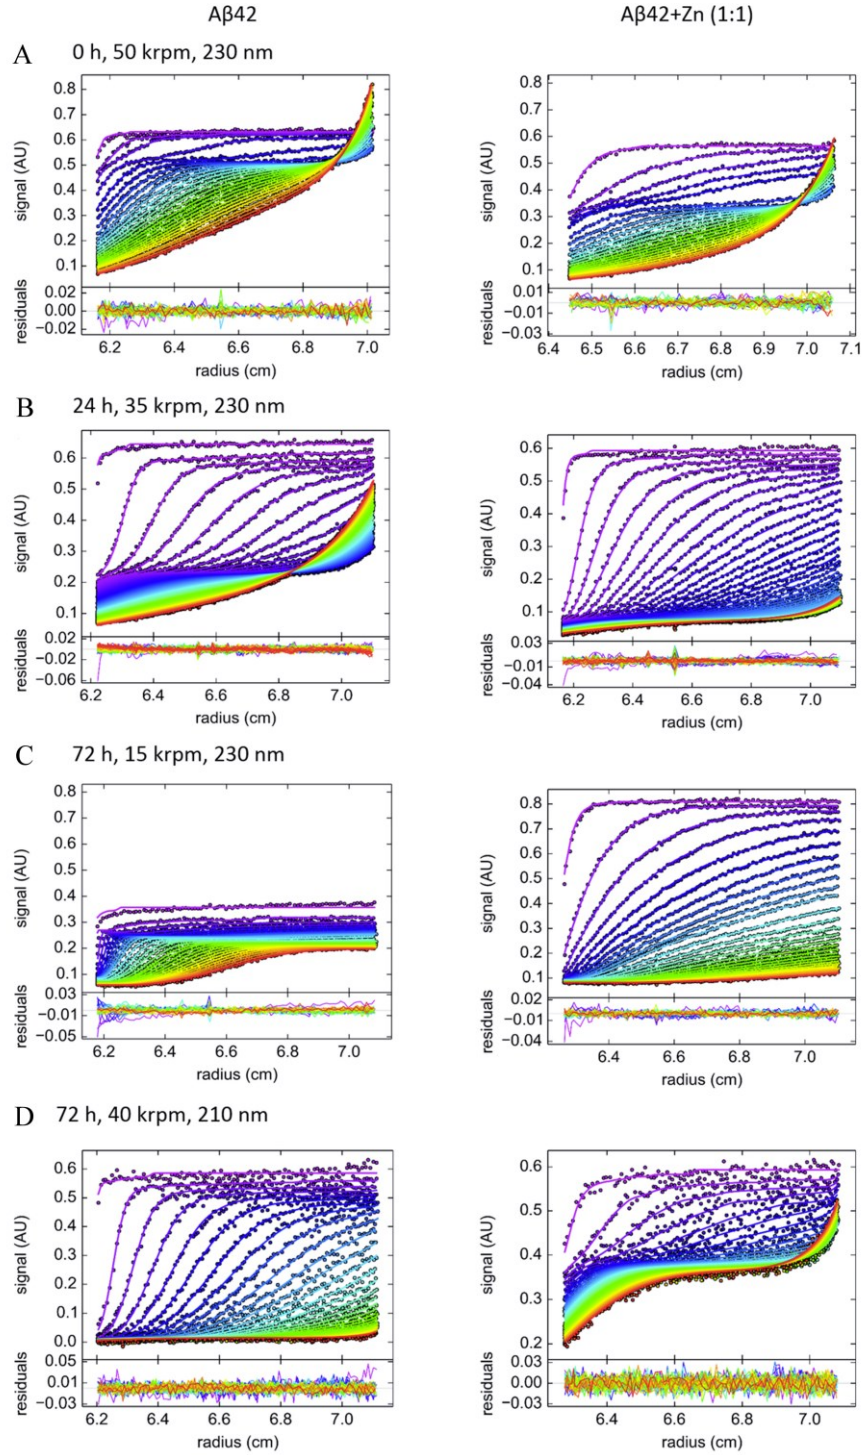 Aβ42
Aβ42+Zn (1:1)
A 0 h, 50 krpm, 230 nm
signal (AU)
0.8
0.7
0.6
0.5
0.4
0.3
0.2
0.1
residuals
0.02
0.00
−0.02
6.2 6.4 6.6 6.8 7.0
radius (cm)
signal (AU)
0.8
0.7
0.6
0.5
0.4
0.3
0.2
0.1
residuals
0.01
−0.01
−0.03
6.4 6.5 6.6 6.7 6.8 6.9 7.0 7.1
radius (cm)
B 24 h, 35 krpm, 230 nm
signal (AU)
0.6
0.5
0.4
0.3
0.2
0.1
residuals
0.02
−0.02
−0.06
6.2 6.4 6.6 6.8 7.0
radius (cm)
signal (AU)
0.6
0.5
0.4
0.3
0.2
0.1
residuals
0.03
−0.01
−0.04
6.2 6.4 6.6 6.8 7.0
radius (cm)
C 72 h, 15 krpm, 230 nm
signal (AU)
0.8
0.7
0.6
0.5
0.4
0.3
0.2
0.1
residuals
0.03
−0.01
−0.05
6.2 6.4 6.6 6.8 7.0
radius (cm)
signal (AU)
0.8
0.7
0.6
0.5
0.4
0.3
0.2
0.1
residuals
0.02
−0.01
−0.04
6.4 6.6 6.8 7.0
radius (cm)
D 72 h, 40 krpm, 210 nm
signal (AU)
0.6
0.5
0.4
0.3
0.2
0.1
0.0
residuals
0.05
0.01
−0.03
6.2 6.4 6.6 6.8 7.0
radius (cm)
signal (AU)
0.6
0.5
0.4
0.3
0.2
residuals
0.03
0.00
−0.03
6.4 6.6 6.8 7.0
radius (cm)